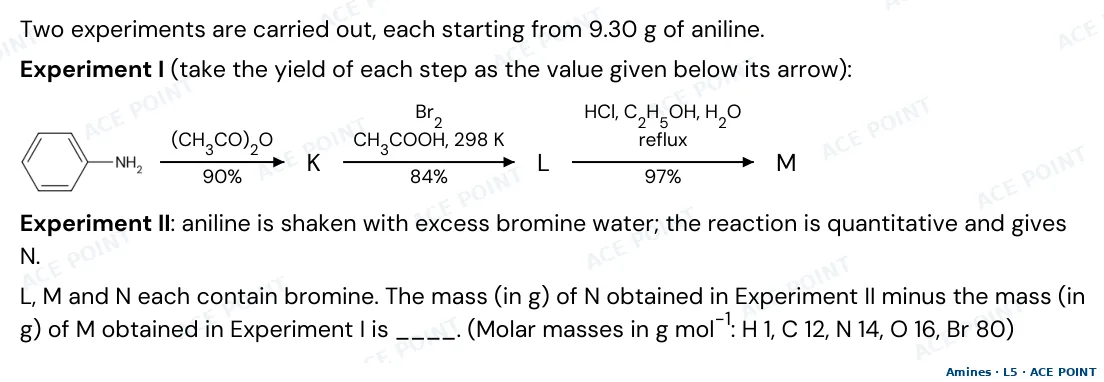 Two experiments are carried out, each starting from 9.30 g of aniline.
Experiment I (take the yield of each step as the value given below its arrow):
Br₂ HCl, C₂H₅OH, H₂O
(CH₃CO)₂O CH₃COOH, 298 K reflux
NH₂ K L M
90% 84% 97%
Experiment II: aniline is shaken with excess bromine water; the reaction is quantitative and gives
N.
L, M and N each contain bromine. The mass (in g) of N obtained in Experiment II minus the mass (in
g) of M obtained in Experiment I is ____. (Molar masses in g mol⁻¹: H 1, C 12, N 14, O 16, Br 80)
Amines · L5 · ACE POINT